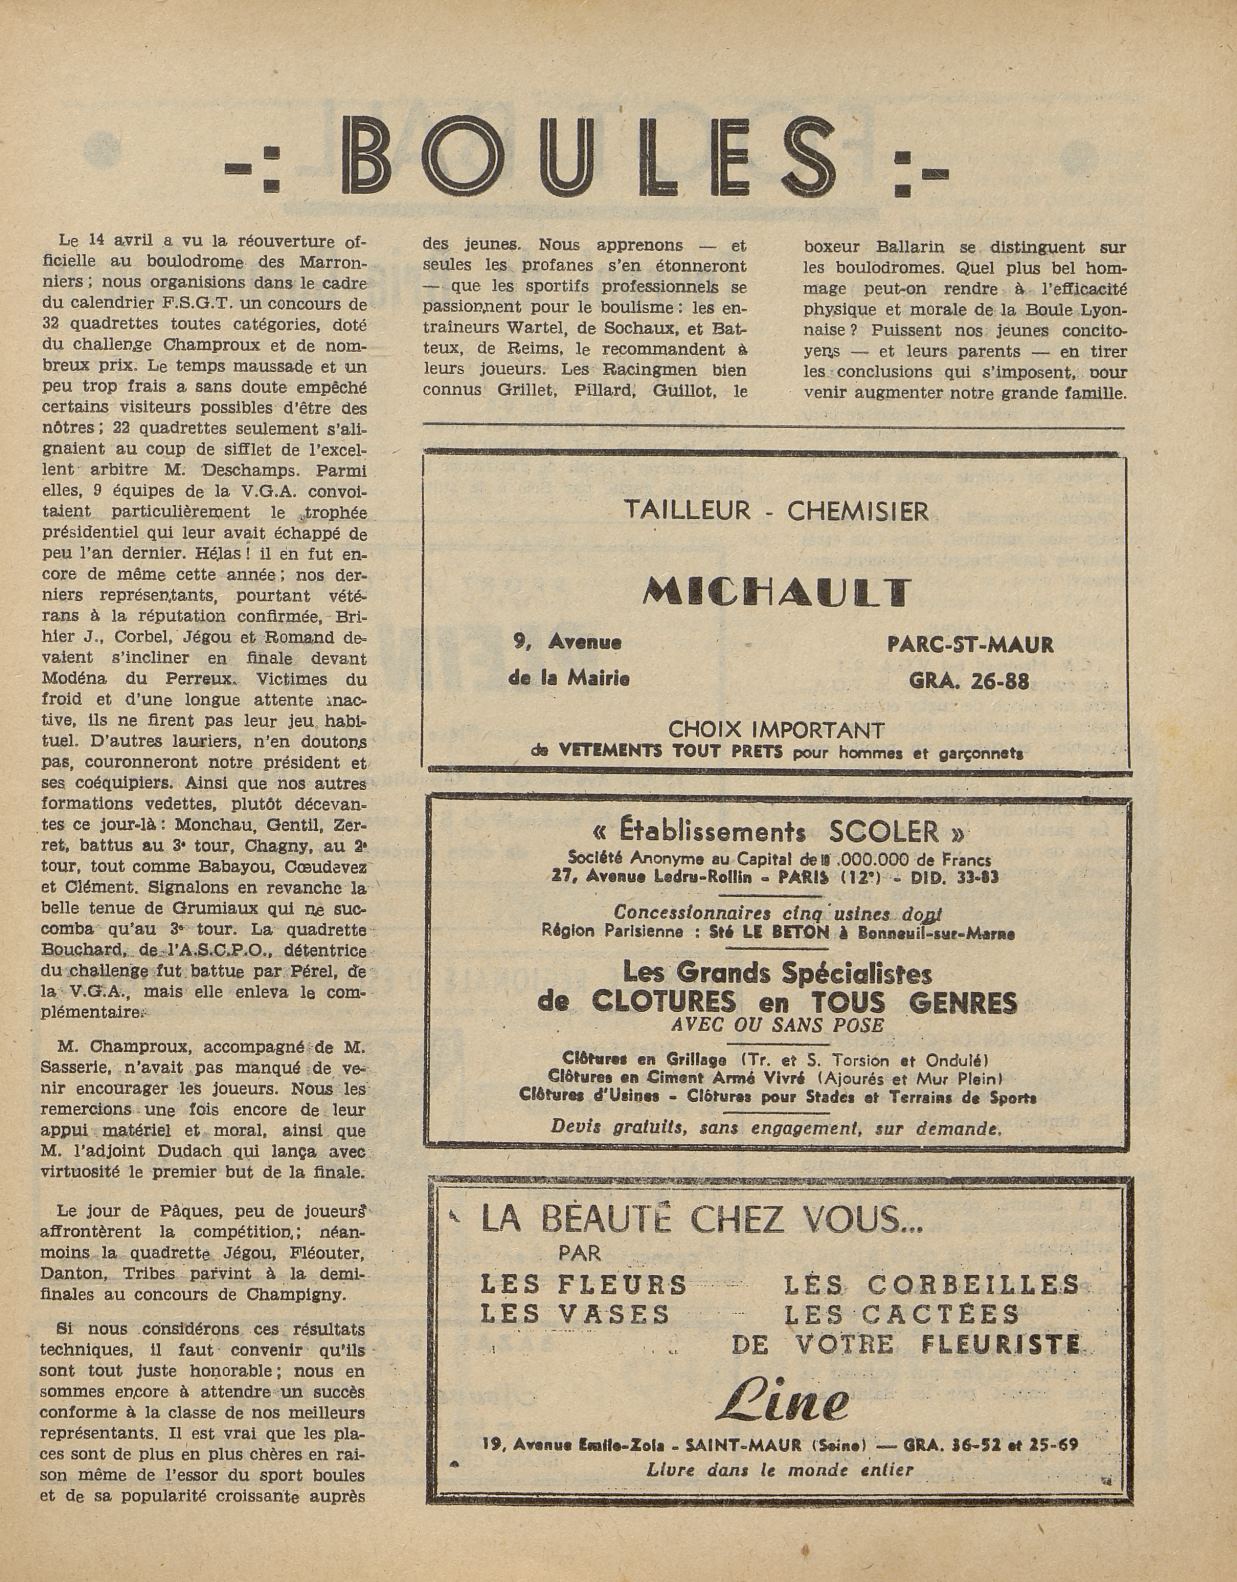 -: BOULES :-
Le 14 avril a vu la réouverture of-
ficielle au boulodrome des Marron-
niers ; nous organisions dans le cadre
du calendrier F.S.G.T. un concours de
32 quadrettes toutes catégories, doté
du challenge Champroux et de nom-
breux prix. Le temps maussade et un
peu trop frais a sans doute empêché
certains visiteurs possibles d'être des
nôtres ; 22 quadrettes seulement s'ali-
gnaient au coup de sifflet de l'excel-
lent arbitre M. Deschamps. Parmi
elles, 9 équipes de la V.G.A. convoi-
taient particulièrement le trophée
présidentiel qui leur avait échappé de
peu l'an dernier. Hélas ! il en fut en-
core de même cette année ; nos der-
niers représentants, pourtant vété-
rans à la réputation confirmée, Bri-
hier J., Corbel, Jégou et Romand de-
vaient s'incliner en finale devant
Modéna du Perreux. Victimes du
froid et d'une longue attente inac-
tive, ils ne firent pas leur jeu habi-
tuel. D'autres lauriers, n'en doutons
pas, couronneront notre président et
ses coéquipiers. Ainsi que nos autres
formations vedettes, plutôt décevan-
tes ce jour-là : Monchau, Gentil, Zer-
ret, battus au 3e tour, Chagny, au 2e
tour, tout comme Babayou, Cœudevez
et Clément. Signalons en revanche la
belle tenue de Grumiaux qui ne suc-
comba qu'au 3e tour. La quadrette
Bouchard, de l'A.S.C.P.O., détentrice
du challenge fut battue par Pérel, de
la V.G.A., mais elle enleva le com-
plémentaire.
M. Champroux, accompagné de M.
Sasserie, n'avait pas manqué de ve-
nir encourager les joueurs. Nous les
remercions une fois encore de leur
appui matériel et moral, ainsi que
M. l'adjoint Dudach qui lança avec
virtuosité le premier but de la finale.
Le jour de Pâques, peu de joueurs
affrontèrent la compétition ; néan-
moins la quadrette Jégou, Fléouter,
Danton, Tribes parvint à la demi-
finales au concours de Champigny.
Si nous considérons ces résultats
techniques, il faut convenir qu'ils
sont tout juste honorable ; nous en
sommes encore à attendre un succès
conforme à la classe de nos meilleurs
représentants. Il est vrai que les pla-
ces sont de plus en plus chères en rai-
son même de l'essor du sport boules
et de sa popularité croissante auprès
des jeunes. Nous apprenons — et
seules les profanes s'en étonneront
— que les sportifs professionnels se
passionnent pour le boulisme : les en-
traîneurs Wartel, de Sochaux, et Bat-
teux, de Reims, le recommandent à
leurs joueurs. Les Racingmen bien
connus Grillet, Pillard, Guillot, le
boxeur Ballarin se distinguent sur
les boulodromes. Quel plus bel hom-
mage peut-on rendre à l'efficacité
physique et morale de la Boule Lyon-
naise ? Puissent nos jeunes concito-
yens — et leurs parents — en tirer
les conclusions qui s'imposent, pour
venir augmenter notre grande famille.
TAILLEUR - CHEMISIER
MICHAULT
9, Avenue
de la Mairie
PARC-ST-MAUR
GRA. 26-88
CHOIX IMPORTANT
de VETEMENTS TOUT PRETS pour hommes et garçonnets
« Établissements SCOLER »
Société Anonyme au Capital de .000.000 de Francs
27, Avenue Ledru-Rollin - PARIS (12e) - DID. 33-83
Concessionnaires cinq usines dont
Région Parisienne : Sté LE BETON à Bonneuil-sur-Marne
Les Grands Spécialistes
de CLOTURES en TOUS GENRES
AVEC OU SANS POSE
Clôtures en Grillage (Tr. et S. Torsion et Ondulé)
Clôtures en Ciment Armé Vivré (Ajourés et Mur Plein)
Clôtures d'Usines - Clôtures pour Stades et Terrains de Sports
Devis gratuits, sans engagement, sur demande.
LA BEAUTÉ CHEZ VOUS...
PAR
LES FLEURS LES CORBEILLES
LES VASES LES CACTÉES
DE VOTRE FLEURISTE
Line
19, Avenue Emile-Zola - SAINT-MAUR (Seine) — GRA. 36-52 et 25-69
Livre dans le monde entier